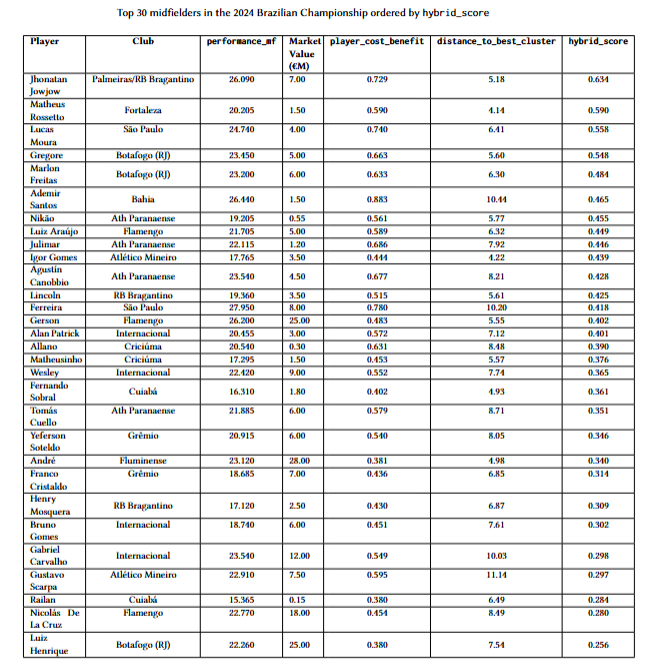 Top 30 midfielders in the 2024 Brazilian Championship ordered by hybrid_score
Player Club performance_mf Market Value (€M) player_cost_benefit distance_to_best_cluster hybrid_score
Jhonatan Jowjow Palmeiras/RB Bragantino 26.090 7.00 0.729 5.18 0.634
Matheus Rossetto Fortaleza 20.205 1.50 0.590 4.14 0.590
Lucas Moura São Paulo 24.740 4.00 0.740 6.41 0.558
Gregore Botafogo (RJ) 23.450 5.00 0.663 5.60 0.548
Marlon Freitas Botafogo (RJ) 23.200 6.00 0.633 6.30 0.484
Ademir Santos Bahia 26.440 1.50 0.883 10.44 0.465
Nikão Ath Paranaense 19.205 0.55 0.561 5.77 0.455
Luiz Araújo Flamengo 21.705 5.00 0.589 6.32 0.449
Julimar Ath Paranaense 22.115 1.20 0.686 7.92 0.446
Igor Gomes Atlético Mineiro 17.765 3.50 0.444 4.22 0.439
Agustín Canobbio Ath Paranaense 23.540 4.50 0.677 8.21 0.428
Lincoln RB Bragantino 19.360 3.50 0.515 5.61 0.425
Ferreira São Paulo 27.950 8.00 0.780 10.20 0.418
Gerson Flamengo 26.200 25.00 0.483 5.55 0.402
Alan Patrick Internacional 20.455 3.00 0.572 7.12 0.401
Allano Criciúma 20.540 0.30 0.631 8.48 0.390
Matheusinho Criciúma 17.295 1.50 0.453 5.57 0.376
Wesley Internacional 22.420 9.00 0.552 7.74 0.365
Fernando Sobral Cuiabá 16.310 1.80 0.402 4.93 0.361
Tomás Cuello Ath Paranaense 21.885 6.00 0.579 8.71 0.351
Yeferson Soteldo Grêmio 20.915 6.00 0.540 8.05 0.346
André Fluminense 23.120 28.00 0.381 4.98 0.340
Franco Cristaldo Grêmio 18.685 7.00 0.436 6.85 0.314
Henry Mosquera RB Bragantino 17.120 2.50 0.430 6.87 0.309
Bruno Gomes Internacional 18.740 6.00 0.451 7.61 0.302
Gabriel Carvalho Internacional 23.540 12.00 0.549 10.03 0.298
Gustavo Scarpa Atlético Mineiro 22.910 7.50 0.595 11.14 0.297
Railan Cuiabá 15.365 0.15 0.380 6.49 0.284
Nicolás De La Cruz Flamengo 22.770 18.00 0.454 8.49 0.280
Luiz Henrique Botafogo (RJ) 22.260 25.00 0.380 7.54 0.256